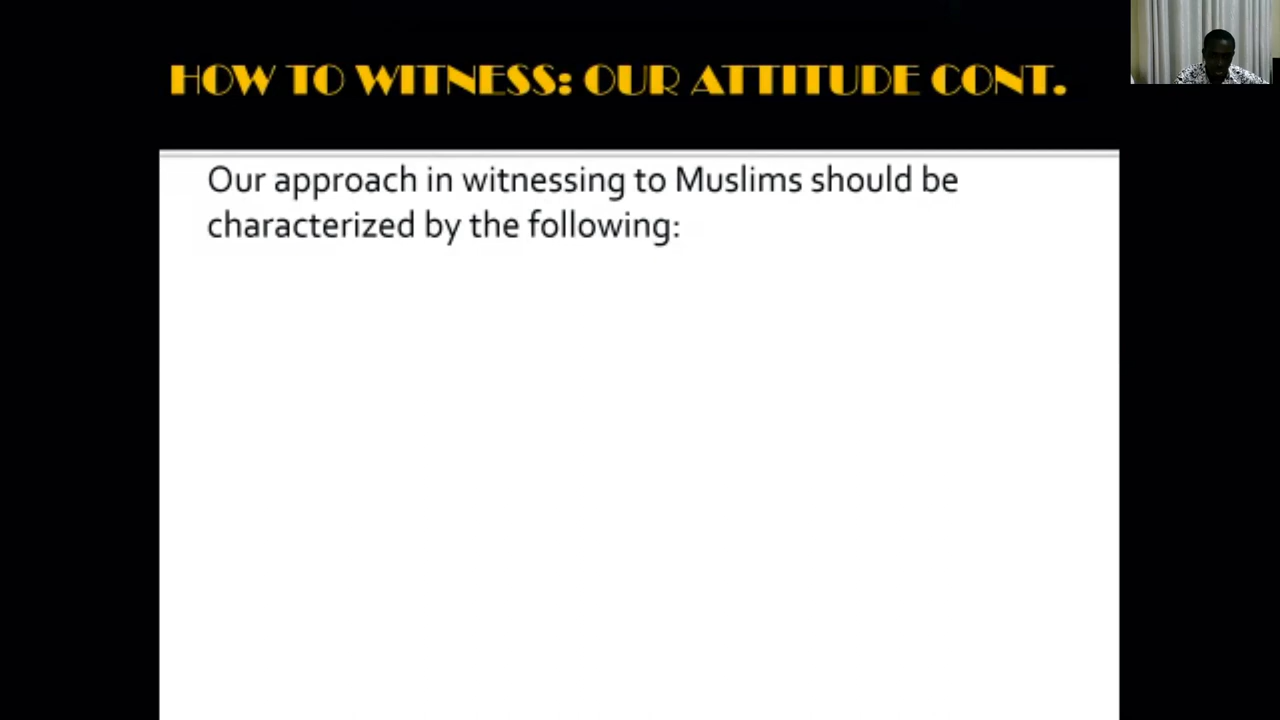 HOW TO WITNESS: OUR ATTITUDE CONT.
Our approach in witnessing to Muslims should be
characterized by the following: